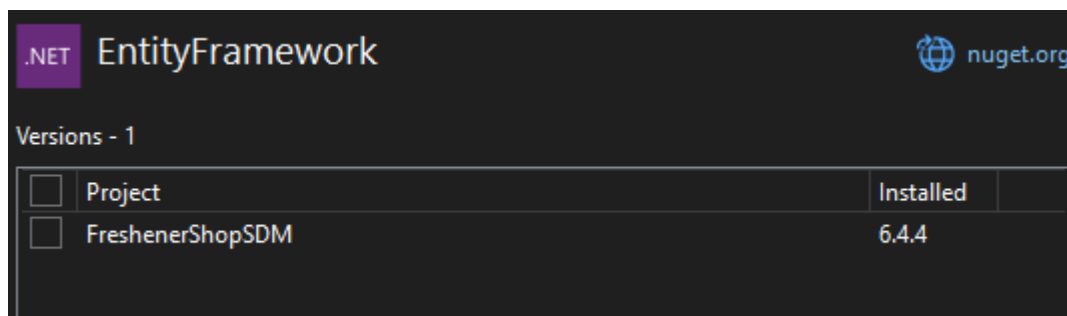 .NET EntityFramework nuget.org
Versions - 1
Project Installed
FreshenerShopSDM 6.4.4